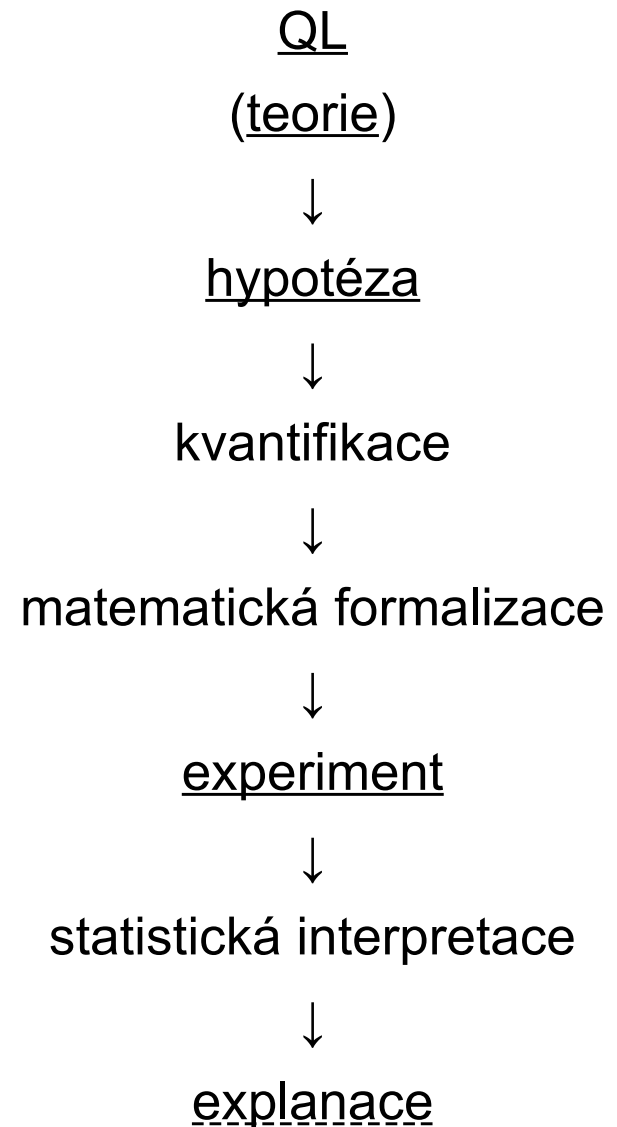 QL
(teorie)
↓
hypotéza
↓
kvantifikace
↓
matematická formalizace
↓
experiment
↓
statistická interpretace
↓
explanace